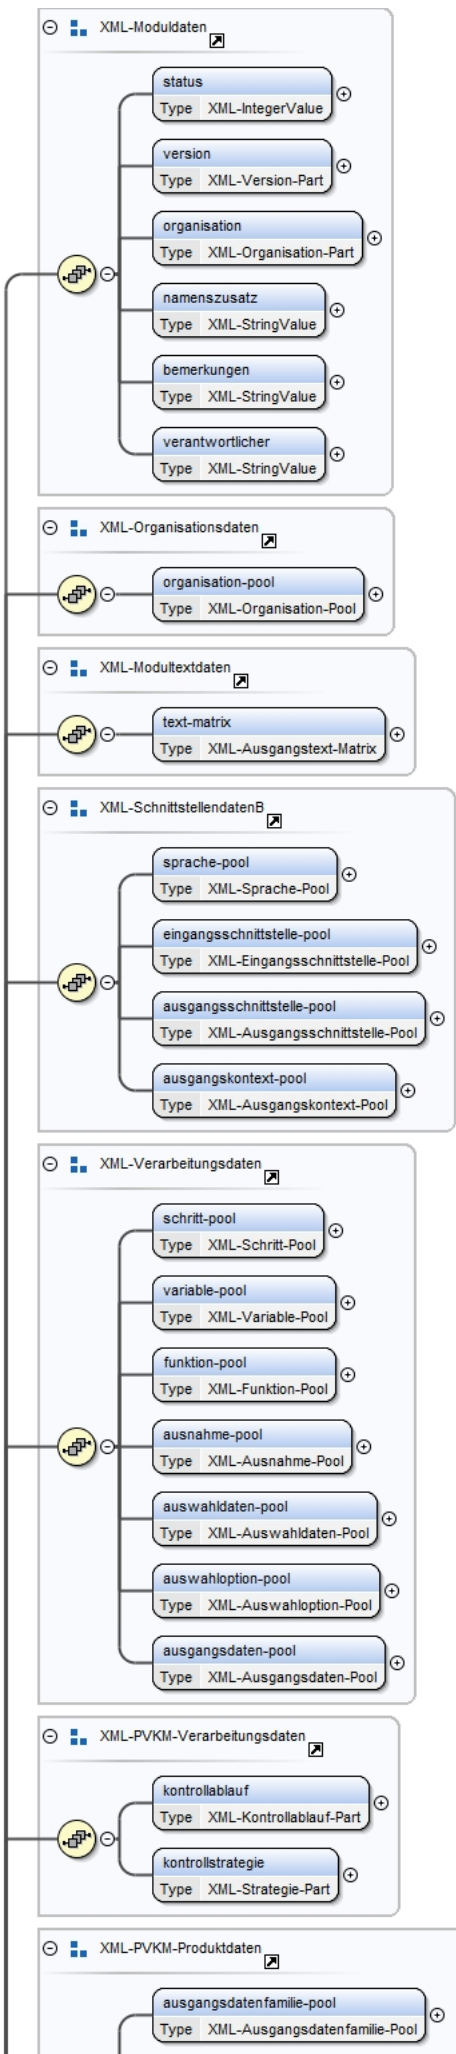 XML-Moduldaten
status
Type XML-IntegerValue
version
Type XML-Version-Part
organisation
Type XML-Organisation-Part
namenszusatz
Type XML-StringValue
bemerkungen
Type XML-StringValue
verantwortlicher
Type XML-StringValue
XML-Organisationsdaten
organisation-pool
Type XML-Organisation-Pool
XML-Modultextdaten
text-matrix
Type XML-Ausgangstext-Matrix
XML-SchnittstellendatenB
sprache-pool
Type XML-Sprache-Pool
eingangsschnittstelle-pool
Type XML-Eingangsschnittstelle-Pool
ausgangsschnittstelle-pool
Type XML-Ausgangsschnittstelle-Pool
ausgangskontext-pool
Type XML-Ausgangskontext-Pool
XML-Verarbeitungsdaten
schritt-pool
Type XML-Schritt-Pool
variable-pool
Type XML-Variable-Pool
funktion-pool
Type XML-Funktion-Pool
ausnahme-pool
Type XML-Ausnahme-Pool
auswahldaten-pool
Type XML-Auswahldaten-Pool
auswahloption-pool
Type XML-Auswahloption-Pool
ausgangsdaten-pool
Type XML-Ausgangsdaten-Pool
XML-PVKM-Verarbeitungsdaten
kontrollablauf
Type XML-Kontrollablauf-Part
kontrollstrategie
Type XML-Strategie-Part
XML-PVKM-Produktdaten
ausgangsdatenfamilie-pool
Type XML-Ausgangsdatenfamilie-Pool